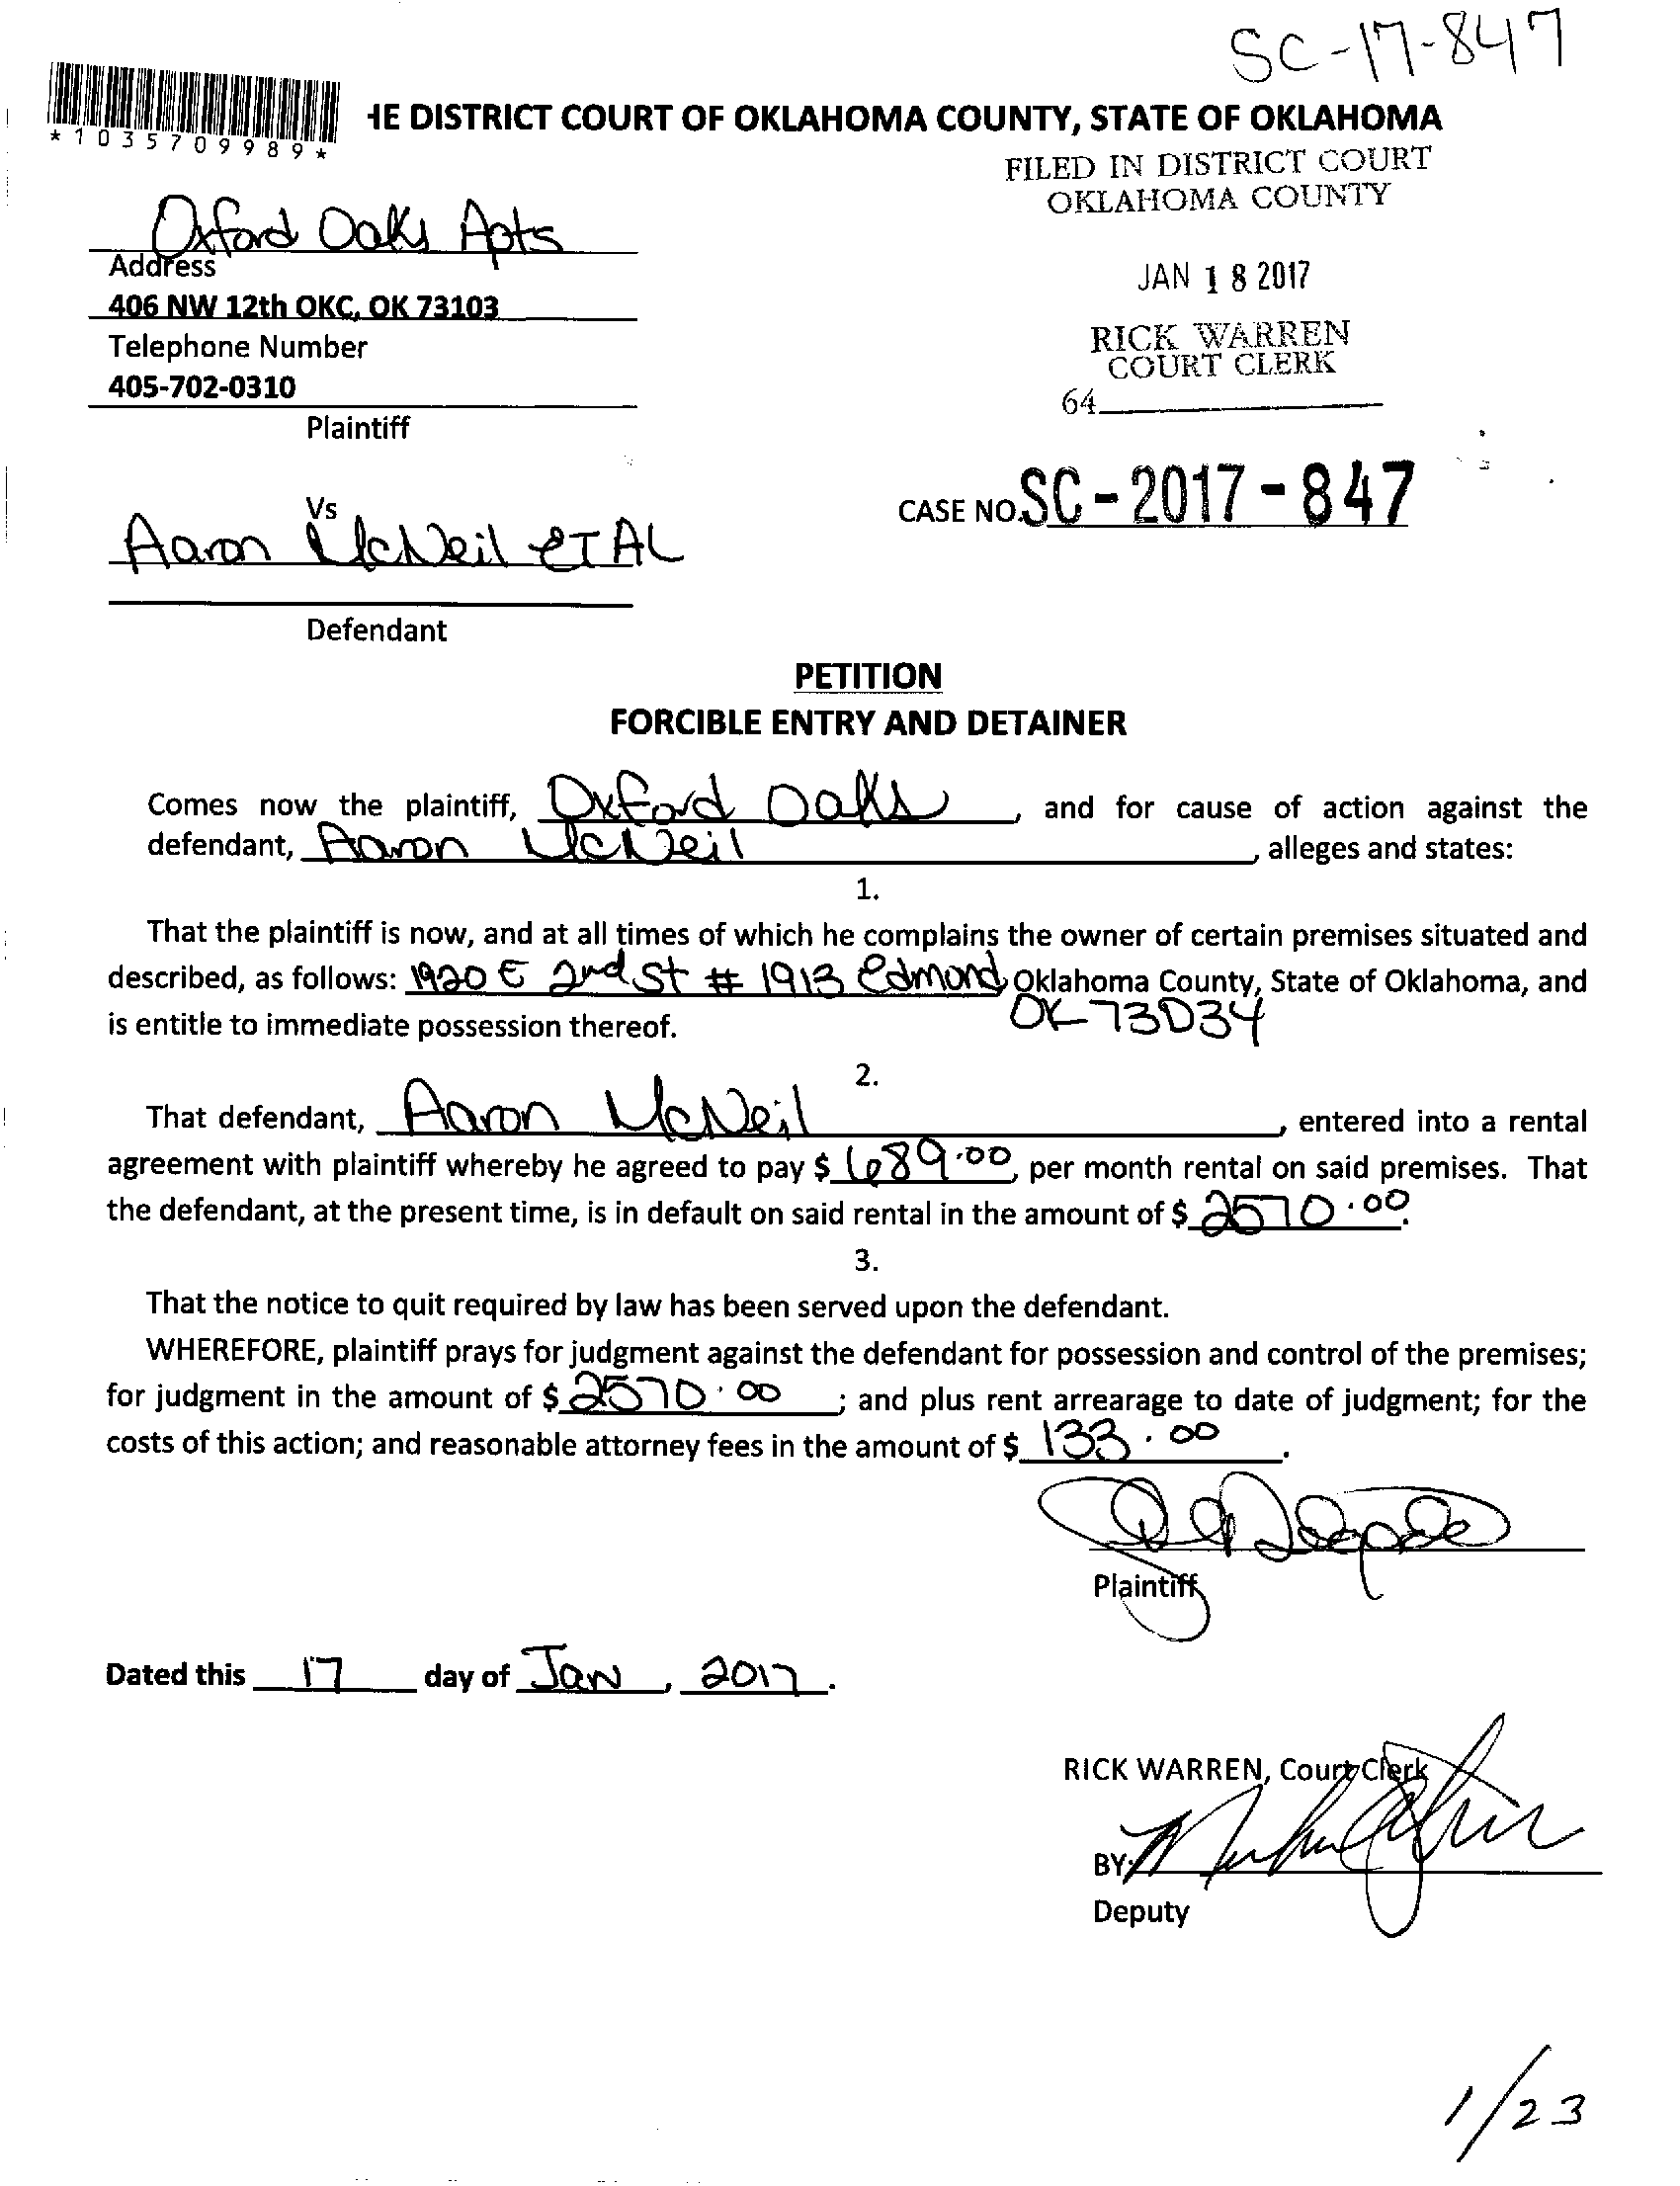 SC-17-847
*1035709989*
HE DISTRICT COURT OF OKLAHOMA COUNTY, STATE OF OKLAHOMA
FILED IN DISTRICT COURT
OKLAHOMA COUNTY
Oxford Oaks Apts
Address
406 NW 12th OKC, OK 73103
Telephone Number
405-702-0310
Plaintiff
JAN 18 2017
RICK WARREN
COURT CLERK
64
CASE NO. SC-2017-847
Vs
Aaron McNeil ET AL
Defendant
PETITION
FORCIBLE ENTRY AND DETAINER
Comes now the plaintiff, Oxford Oaks, and for cause of action against the
defendant, Aaron McNeil, alleges and states:
1.
That the plaintiff is now, and at all times of which he complains the owner of certain premises situated and
described, as follows: 1920 E 2nd St # 1913 Edmond, Oklahoma County, State of Oklahoma, and
OK 73034
is entitle to immediate possession thereof.
2.
That defendant, Aaron McNeil, entered into a rental
agreement with plaintiff whereby he agreed to pay $ 689.00, per month rental on said premises. That
the defendant, at the present time, is in default on said rental in the amount of $ 2570.00.
3.
That the notice to quit required by law has been served upon the defendant.
WHEREFORE, plaintiff prays for judgment against the defendant for possession and control of the premises;
for judgment in the amount of $ 2570.00 ; and plus rent arrearage to date of judgment; for the
costs of this action; and reasonable attorney fees in the amount of $ 133.00.
Plaintiff
Dated this 17 day of Jan, 2017.
RICK WARREN, Court Clerk
BY:
Deputy
1/23